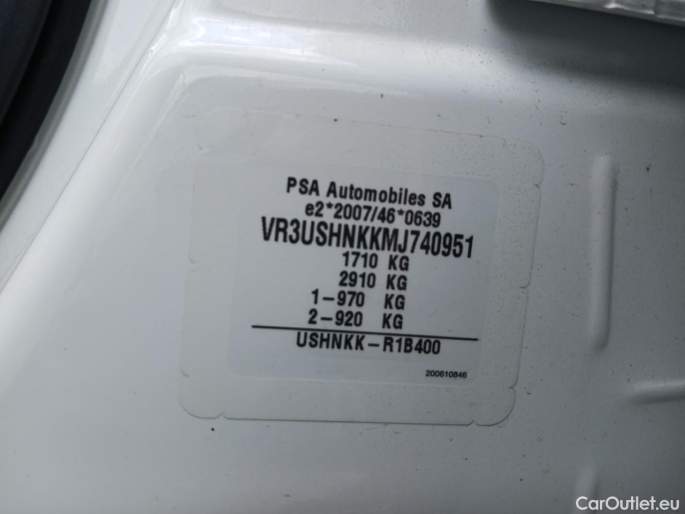 PSA Automobiles SA
e2*2007/46*0639
VR3USHNKKMJ740951
1710 KG
2910 KG
1-970 KG
2-920 KG
USHNKK-R1B400
200610846
CarOutlet.eu